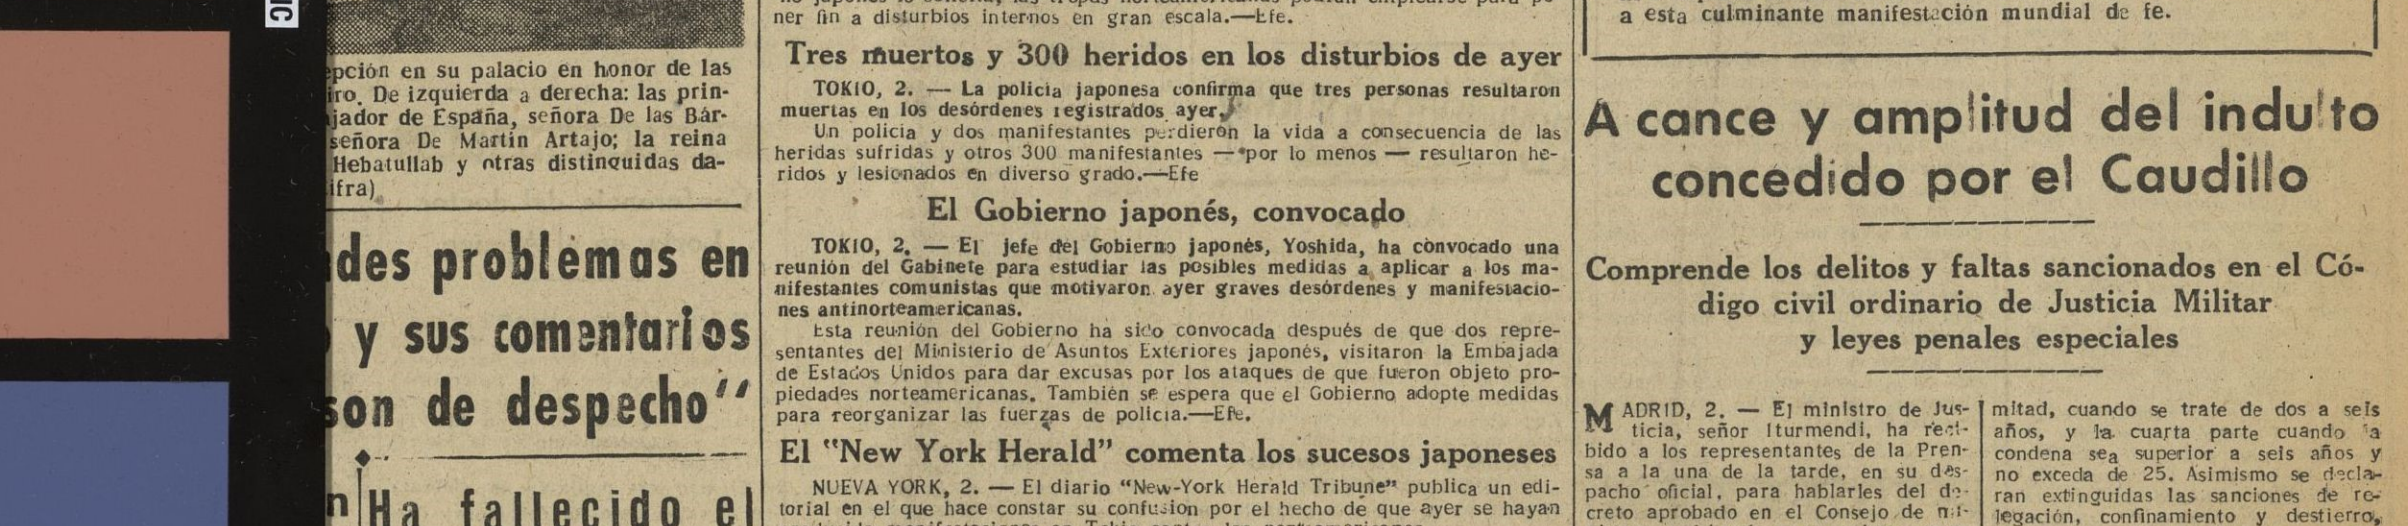 IC
epción en su palacio en honor de las
iro. De izquierda a derecha: las prin-
jador de España, señora De las Bár-
señora De Martín Artajo; la reina
Hebatullab y otras distinguidas da-
ifra)
des problemas en
y sus comentarios
son de despecho"
Ha fallecido el
ner fin a disturbios internos en gran escala.—Efe.
Tres muertos y 300 heridos en los disturbios de ayer
TOKIO, 2. — La policía japonesa confirma que tres personas resultaron
muertas en los desórdenes registrados ayer.
Un policia y dos manifestantes perdieron la vida a consecuencia de las
heridas sufridas y otros 300 manifestantes — por lo menos — resultaron he-
ridos y lesionados en diverso grado.—Efe
El Gobierno japonés, convocado
TOKIO, 2. — El jefe del Gobierno japonés, Yoshida, ha convocado una
reunión del Gabinete para estudiar las posibles medidas a aplicar a los ma-
nifestantes comunistas que motivaron ayer graves desórdenes y manifestacio-
nes antinorteamericanas.
Esta reunión del Gobierno ha sido convocada después de que dos repre-
sentantes del Ministerio de Asuntos Exteriores japonés, visitaron la Embajada
de Estados Unidos para dar excusas por los ataques de que fueron objeto pro-
piedades norteamericanas. También se espera que el Gobierno adopte medidas
para reorganizar las fuerzas de policía.—Efe.
El "New York Herald" comenta los sucesos japoneses
NUEVA YORK, 2. — El diario "New-York Herald Tribune" publica un edi-
torial en el que hace constar su confusion por el hecho de que ayer se hayan
a esta culminante manifestación mundial de fe.
A cance y amplitud del indulto
concedido por el Caudillo
Comprende los delitos y faltas sancionados en el Có-
digo civil ordinario de Justicia Militar
y leyes penales especiales
MADRID, 2. — El ministro de Jus-
ticia, señor Iturmendi, ha reci-
bido a los representantes de la Pren-
sa a la una de la tarde, en su des-
pacho oficial, para hablarles del de-
creto aprobado en el Consejo de mi-
mitad, cuando se trate de dos a seis
años, y la cuarta parte cuando la
condena sea superior a seis años y
no exceda de 25. Asimismo se decla-
ran extinguidas las sanciones de re-
legación, confinamiento y destierro,